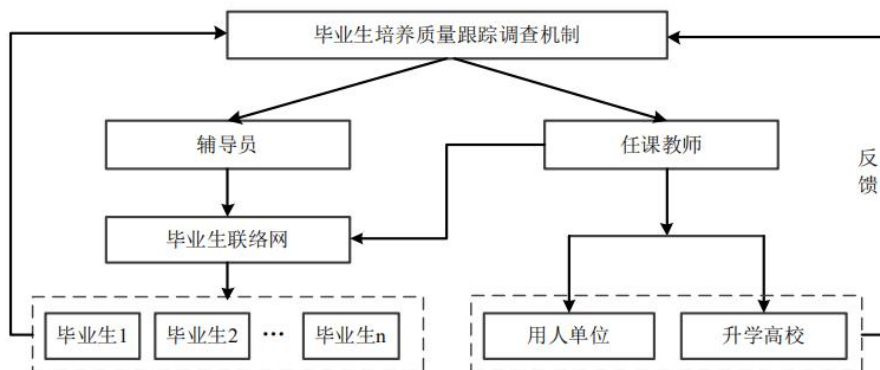 毕业生培养质量跟踪调查机制
辅导员
任课教师
反
馈
毕业生联络网
毕业生1
毕业生2
…
毕业生n
用人单位
升学高校